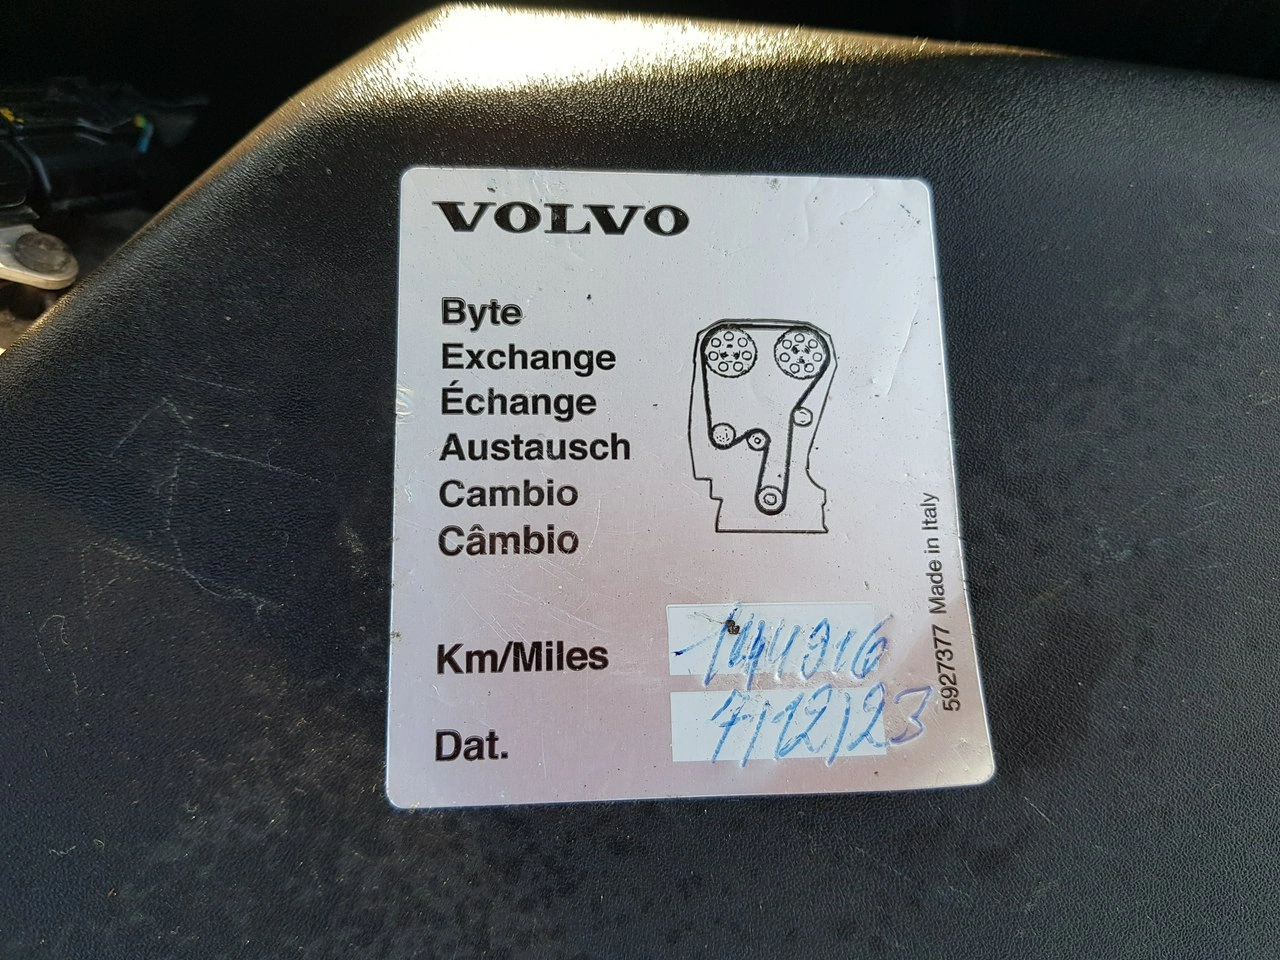 VOLVO
Byte
Exchange
Échange
Austausch
Cambio
Câmbio
Km/Miles 144916
Dat. 7/12/23
5927377 Made in Italy